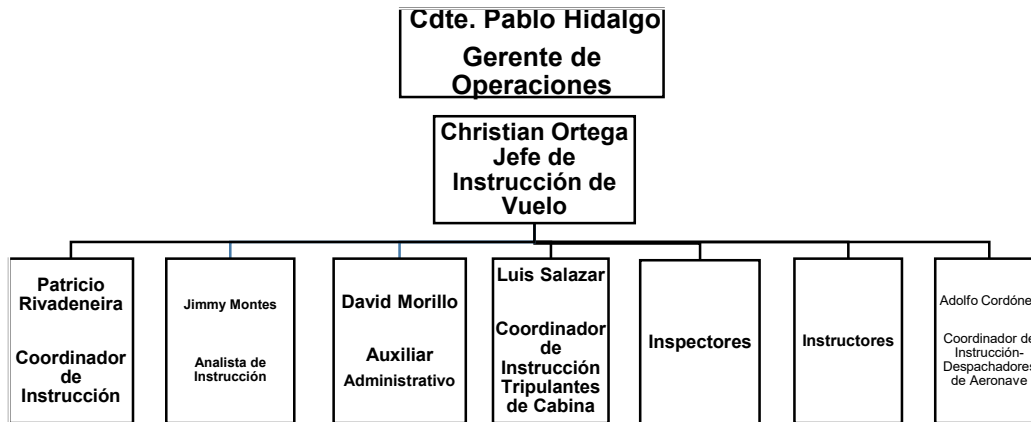 Cdte. Pablo Hidalgo
Gerente de
Operaciones
Christian Ortega
Jefe de
Instrucción de
Vuelo
Patricio
Rivadeneira
Coordinador
de
Instrucción
Jimmy Montes
Analista de
Instrucción
David Morillo
Auxiliar
Administrativo
Luis Salazar
Coordinador
de
Instrucción
Tripulantes
de Cabina
Inspectores
Instructores
Adolfo Cordóne
Coordinador de
Instrucción-
Despachadores
de Aeronave